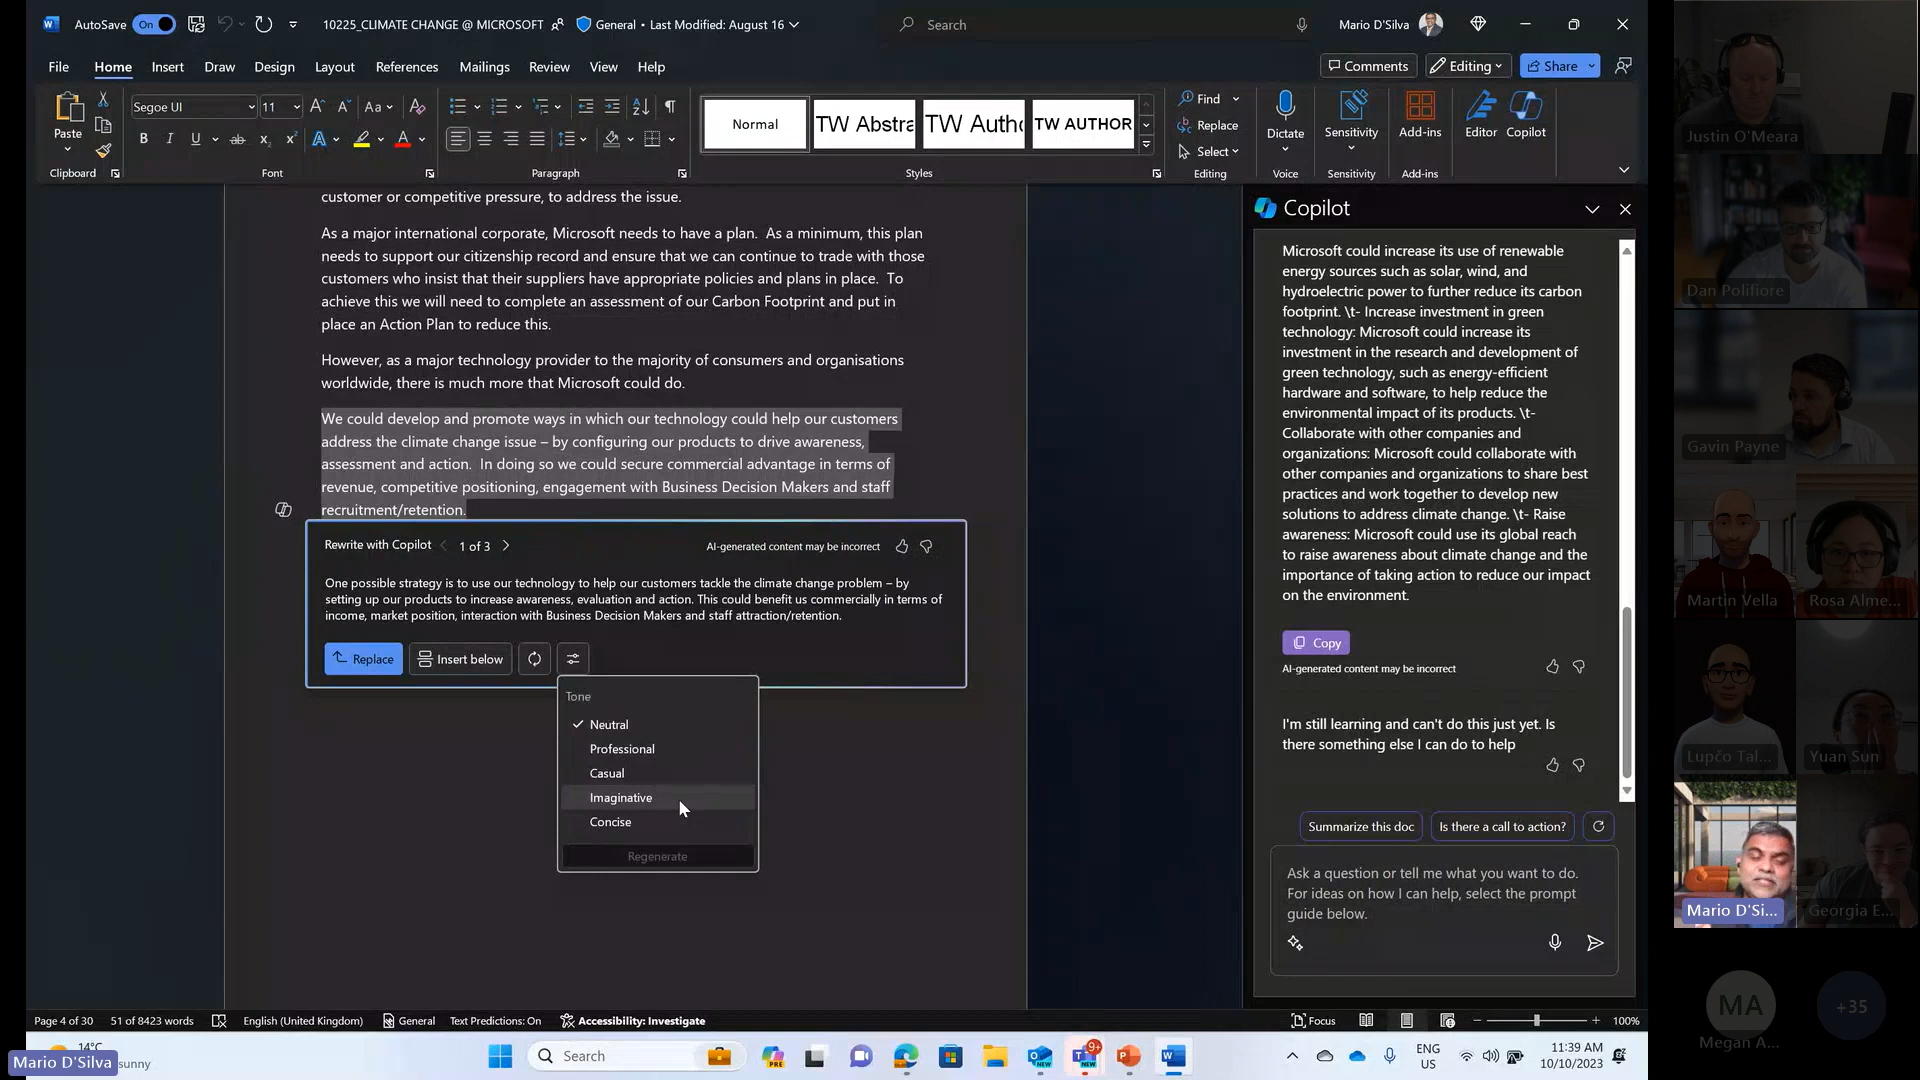 AutoSave On
10225_CLIMATE CHANGE @ MICROSOFT
General • Last Modified: August 16
Search
Mario D'Silva
File Home Insert Draw Design Layout References Mailings Review View Help
Comments Editing Share
Paste
Clipboard
Segoe UI 11
Font
Paragraph
Normal
TW Abstra
TW Autho
TW AUTHOR
Styles
Find
Replace
Select
Editing
Dictate
Voice
Sensitivity
Sensitivity
Add-ins
Add-ins
Editor
Copilot
customer or competitive pressure, to address the issue.
As a major international corporate, Microsoft needs to have a plan. As a minimum, this plan
needs to support our citizenship record and ensure that we can continue to trade with those
customers who insist that their suppliers have appropriate policies and plans in place. To
achieve this we will need to complete an assessment of our Carbon Footprint and put in
place an Action Plan to reduce this.
However, as a major technology provider to the majority of consumers and organisations
worldwide, there is much more that Microsoft could do.
We could develop and promote ways in which our technology could help our customers
address the climate change issue – by configuring our products to drive awareness,
assessment and action. In doing so we could secure commercial advantage in terms of
revenue, competitive positioning, engagement with Business Decision Makers and staff
recruitment/retention.
Rewrite with Copilot 1 of 3
AI-generated content may be incorrect
One possible strategy is to use our technology to help our customers tackle the climate change problem – by
setting up our products to increase awareness, evaluation and action. This could benefit us commercially in terms of
income, market position, interaction with Business Decision Makers and staff attraction/retention.
Replace
Insert below
Tone
Neutral
Professional
Casual
Imaginative
Concise
Regenerate
Copilot
Microsoft could increase its use of renewable
energy sources such as solar, wind, and
hydroelectric power to further reduce its carbon
footprint. \t- Increase investment in green
technology: Microsoft could increase its
investment in the research and development of
green technology, such as energy-efficient
hardware and software, to help reduce the
environmental impact of its products. \t-
Collaborate with other companies and
organizations: Microsoft could collaborate with
other companies and organizations to share best
practices and work together to develop new
solutions to address climate change. \t- Raise
awareness: Microsoft could use its global reach
to raise awareness about climate change and the
importance of taking action to reduce our impact
on the environment.
Copy
AI-generated content may be incorrect
I'm still learning and can't do this just yet. Is
there something else I can do to help
Summarize this doc
Is there a call to action?
Ask a question or tell me what you want to do.
For ideas on how I can help, select the prompt
guide below.
Page 4 of 30
51 of 8423 words
English (United Kingdom)
General
Text Predictions: On
Accessibility: Investigate
Focus
100%
14°C
sunny
Mario D'Silva
Search
PRE
NEW
9+
NEW
ENG
US
11:39 AM
10/10/2023
Justin O'Meara
Dan Polifiore
Gavin Payne
Martin Vella
Rosa Alme...
Lupčo Tal...
Yuan Sun
Mario D'Si...
Georgia E...
MA
Megan A...
+35